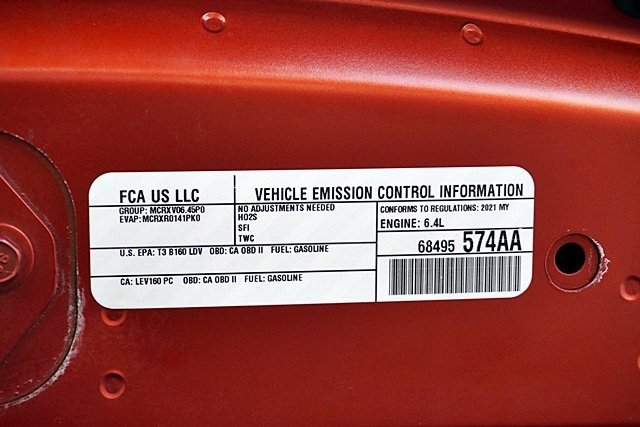 FCA US LLC
GROUP: MCRXV06.45P0
EVAP: MCRXR0141PK0
VEHICLE EMISSION CONTROL INFORMATION
NO ADJUSTMENTS NEEDED
HO2S
SFI
TWC
CONFORMS TO REGULATIONS: 2021 MY
ENGINE: 6.4L
68495 574AA
U.S. EPA: T3 B160 LDV OBD: CA OBD II FUEL: GASOLINE
CA: LEV160 PC OBD: CA OBD II FUEL: GASOLINE